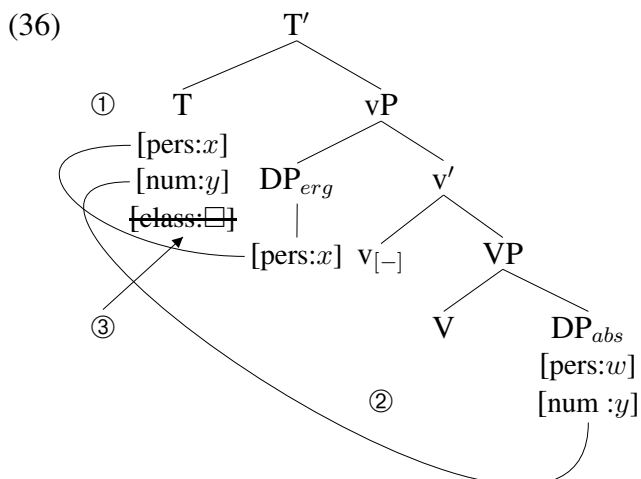 (36)
T′
① T vP
[pers:x]
[num:y] DP_erg v′
[class:□]
[pers:x] v[−] VP
③ V DP_abs
[pers:w]
② [num :y]